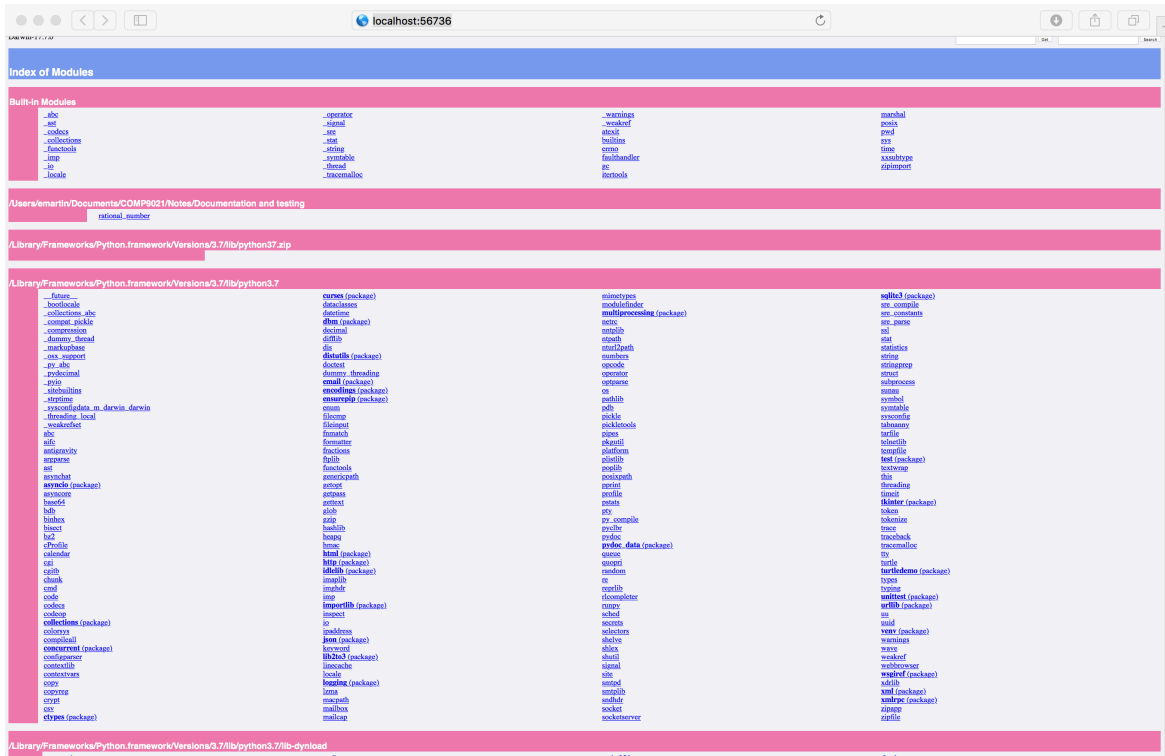 localhost:56736
Darwin-17.7.0
Get
Search
Index of Modules
Built-in Modules
_abc
_ast
_codecs
_collections
_functools
_imp
_io
_locale
_operator
_signal
_sre
_stat
_string
_symtable
_thread
_tracemalloc
_warnings
_weakref
atexit
builtins
errno
faulthandler
gc
itertools
marshal
posix
pwd
sys
time
xxsubtype
zipimport
/Users/emartin/Documents/COMP9021/Notes/Documentation and testing
rational_number
/Library/Frameworks/Python.framework/Versions/3.7/lib/python37.zip
/Library/Frameworks/Python.framework/Versions/3.7/lib/python3.7
__future__
_bootlocale
_collections_abc
_compat_pickle
_compression
_dummy_thread
_markupbase
_osx_support
_py_abc
_pydecimal
_pyio
_sitebuiltins
_strptime
_sysconfigdata_m_darwin_darwin
_threading_local
_weakrefset
abc
aifc
antigravity
argparse
ast
asynchat
asyncio (package)
asyncore
base64
bdb
binhex
bisect
bz2
cProfile
calendar
cgi
cgitb
chunk
cmd
code
codecs
codeop
collections (package)
colorsys
compileall
concurrent (package)
configparser
contextlib
contextvars
copy
copyreg
crypt
csv
ctypes (package)
curses (package)
dataclasses
datetime
dbm (package)
decimal
difflib
dis
distutils (package)
doctest
dummy_threading
email (package)
encodings (package)
ensurepip (package)
enum
filecmp
fileinput
fnmatch
formatter
fractions
ftplib
functools
genericpath
getopt
getpass
gettext
glob
gzip
hashlib
heapq
hmac
html (package)
http (package)
idlelib (package)
imaplib
imghdr
imp
importlib (package)
inspect
io
ipaddress
json (package)
keyword
lib2to3 (package)
linecache
locale
logging (package)
lzma
macpath
mailbox
mailcap
mimetypes
modulefinder
multiprocessing (package)
netrc
nntplib
ntpath
nturl2path
numbers
opcode
operator
optparse
os
pathlib
pdb
pickle
pickletools
pipes
pkgutil
platform
plistlib
poplib
posixpath
pprint
profile
pstats
pty
py_compile
pyclbr
pydoc
pydoc_data (package)
queue
quopri
random
re
reprlib
rlcompleter
runpy
sched
secrets
selectors
shelve
shlex
shutil
signal
site
smtpd
smtplib
sndhdr
socket
socketserver
sqlite3 (package)
sre_compile
sre_constants
sre_parse
ssl
stat
statistics
string
stringprep
struct
subprocess
sunau
symbol
symtable
sysconfig
tabnanny
tarfile
telnetlib
tempfile
test (package)
textwrap
this
threading
timeit
tkinter (package)
token
tokenize
trace
traceback
tracemalloc
tty
turtle
turtledemo (package)
types
typing
unittest (package)
urllib (package)
uu
uuid
venv (package)
warnings
wave
weakref
webbrowser
wsgiref (package)
xdrlib
xml (package)
xmlrpc (package)
zipapp
zipfile
/Library/Frameworks/Python.framework/Versions/3.7/lib/python3.7/lib-dynload